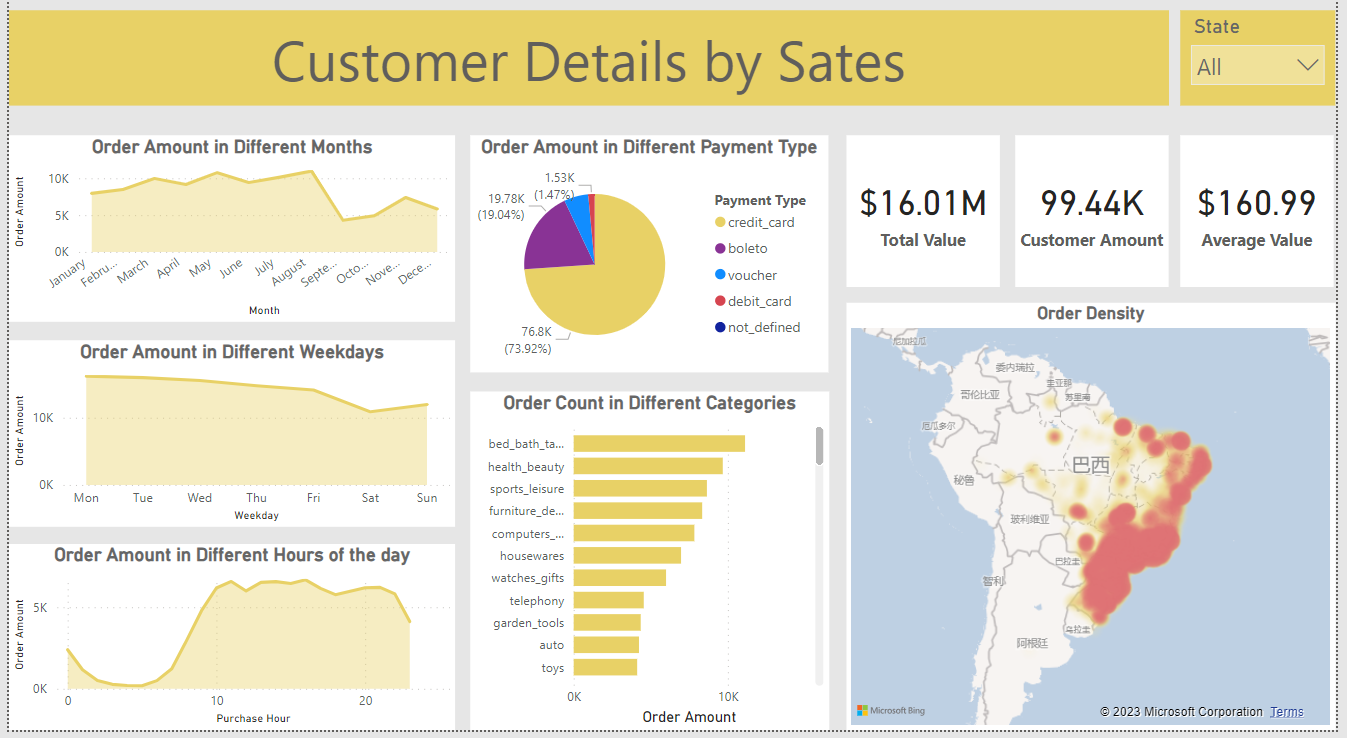 Customer Details by Sates
State
All
Order Amount in Different Months
Order Amount
10K
5K
0K
January
Febru...
March
April
May
June
July
August
Septe...
Octo...
Nove...
Dece...
Month
Order Amount in Different Weekdays
Order Amount
10K
0K
Mon
Tue
Wed
Thu
Fri
Sat
Sun
Weekday
Order Amount in Different Hours of the day
Order Amount
5K
0K
0
10
20
Purchase Hour
Order Amount in Different Payment Type
1.53K
(1.47%)
19.78K
(19.04%)
76.8K
(73.92%)
Payment Type
credit_card
boleto
voucher
debit_card
not_defined
Order Count in Different Categories
bed_bath_ta...
health_beauty
sports_leisure
furniture_de...
computers_...
housewares
watches_gifts
telephony
garden_tools
auto
toys
0K
10K
Order Amount
$16.01M
Total Value
99.44K
Customer Amount
$160.99
Average Value
Order Density
尼加拉瓜
委内瑞拉
圭亚那
苏里南
哥伦比亚
厄瓜多尔
巴西
秘鲁
玻利维亚
巴拉圭
智利
乌拉圭
阿根廷
Microsoft Bing
© 2023 Microsoft Corporation Terms